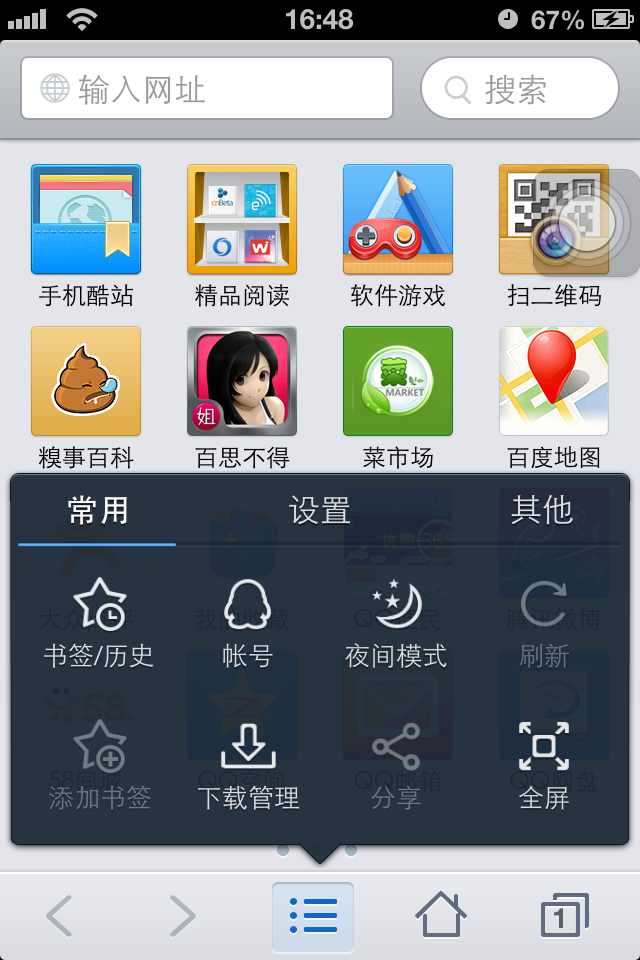 16:48 67%
输入网址 搜索
cnBeta
手机酷站 精品阅读 软件游戏 扫二维码
姐 MARKET
糗事百科 百思不得 菜市场 百度地图
常用 设置 其他
书签/历史 帐号 夜间模式 刷新
添加书签 下载管理 分享 全屏
1